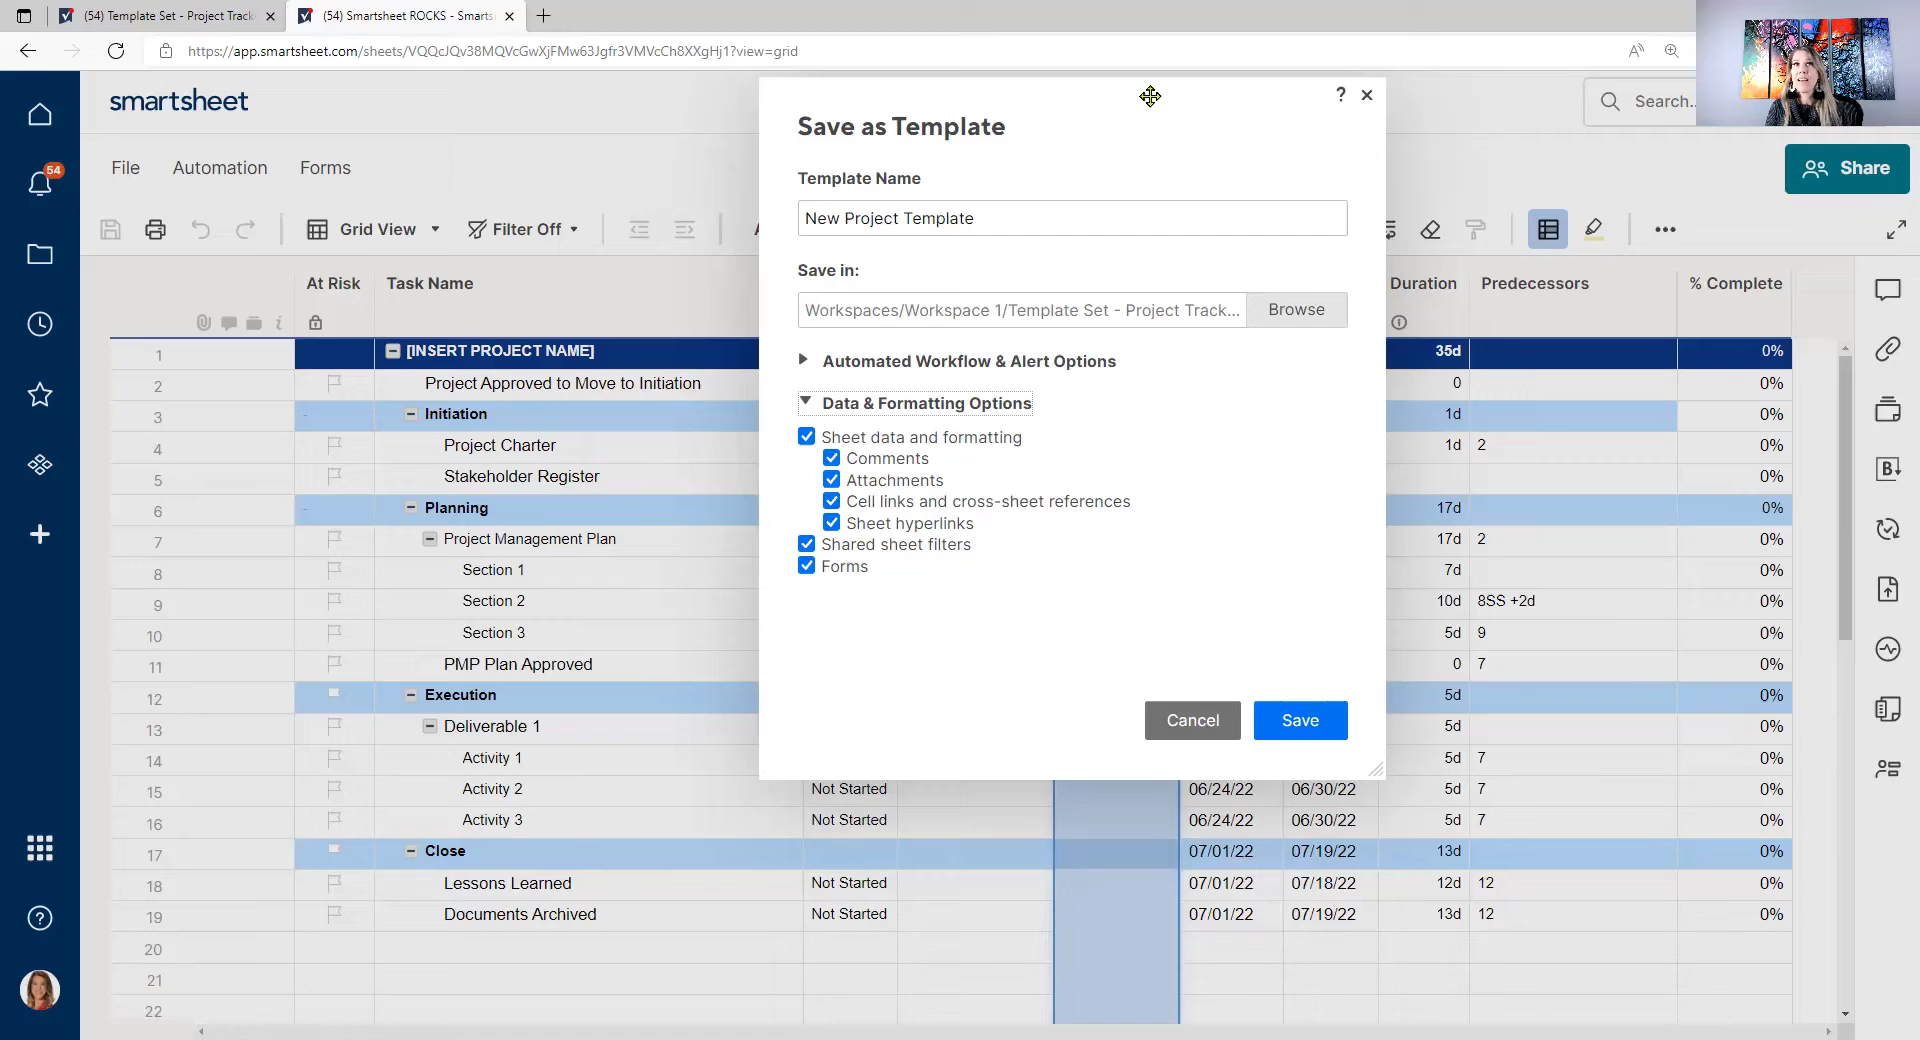 (54) Template Set - Project Track
(54) Smartsheet ROCKS - Smarts
https://app.smartsheet.com/sheets/VQQcJQv38MQVcGwXjFMw63Jgfr3VMVcCh8XXgHj1?view=grid
smartsheet
Search...
54
File Automation Forms
Share
Grid View
Filter Off
Save as Template
Template Name
New Project Template
Save in:
Workspaces/Workspace 1/Template Set - Project Track...
Browse
Automated Workflow & Alert Options
Data & Formatting Options
Sheet data and formatting
Comments
Attachments
Cell links and cross-sheet references
Sheet hyperlinks
Shared sheet filters
Forms
Cancel
Save
At Risk Task Name Duration Predecessors % Complete
1 [INSERT PROJECT NAME] 35d 0%
2 Project Approved to Move to Initiation 0 0%
3 Initiation 1d 0%
4 Project Charter 1d 2 0%
5 Stakeholder Register 0%
6 Planning 17d 0%
7 Project Management Plan 17d 2 0%
8 Section 1 7d 0%
9 Section 2 10d 8SS +2d 0%
10 Section 3 5d 9 0%
11 PMP Plan Approved 0 7 0%
12 Execution 5d 0%
13 Deliverable 1 5d 0%
14 Activity 1 5d 7 0%
15 Activity 2 Not Started 06/24/22 06/30/22 5d 7 0%
16 Activity 3 Not Started 06/24/22 06/30/22 5d 7 0%
17 Close 07/01/22 07/19/22 13d 0%
18 Lessons Learned Not Started 07/01/22 07/18/22 12d 12 0%
19 Documents Archived Not Started 07/01/22 07/19/22 13d 12 0%
20
21
22